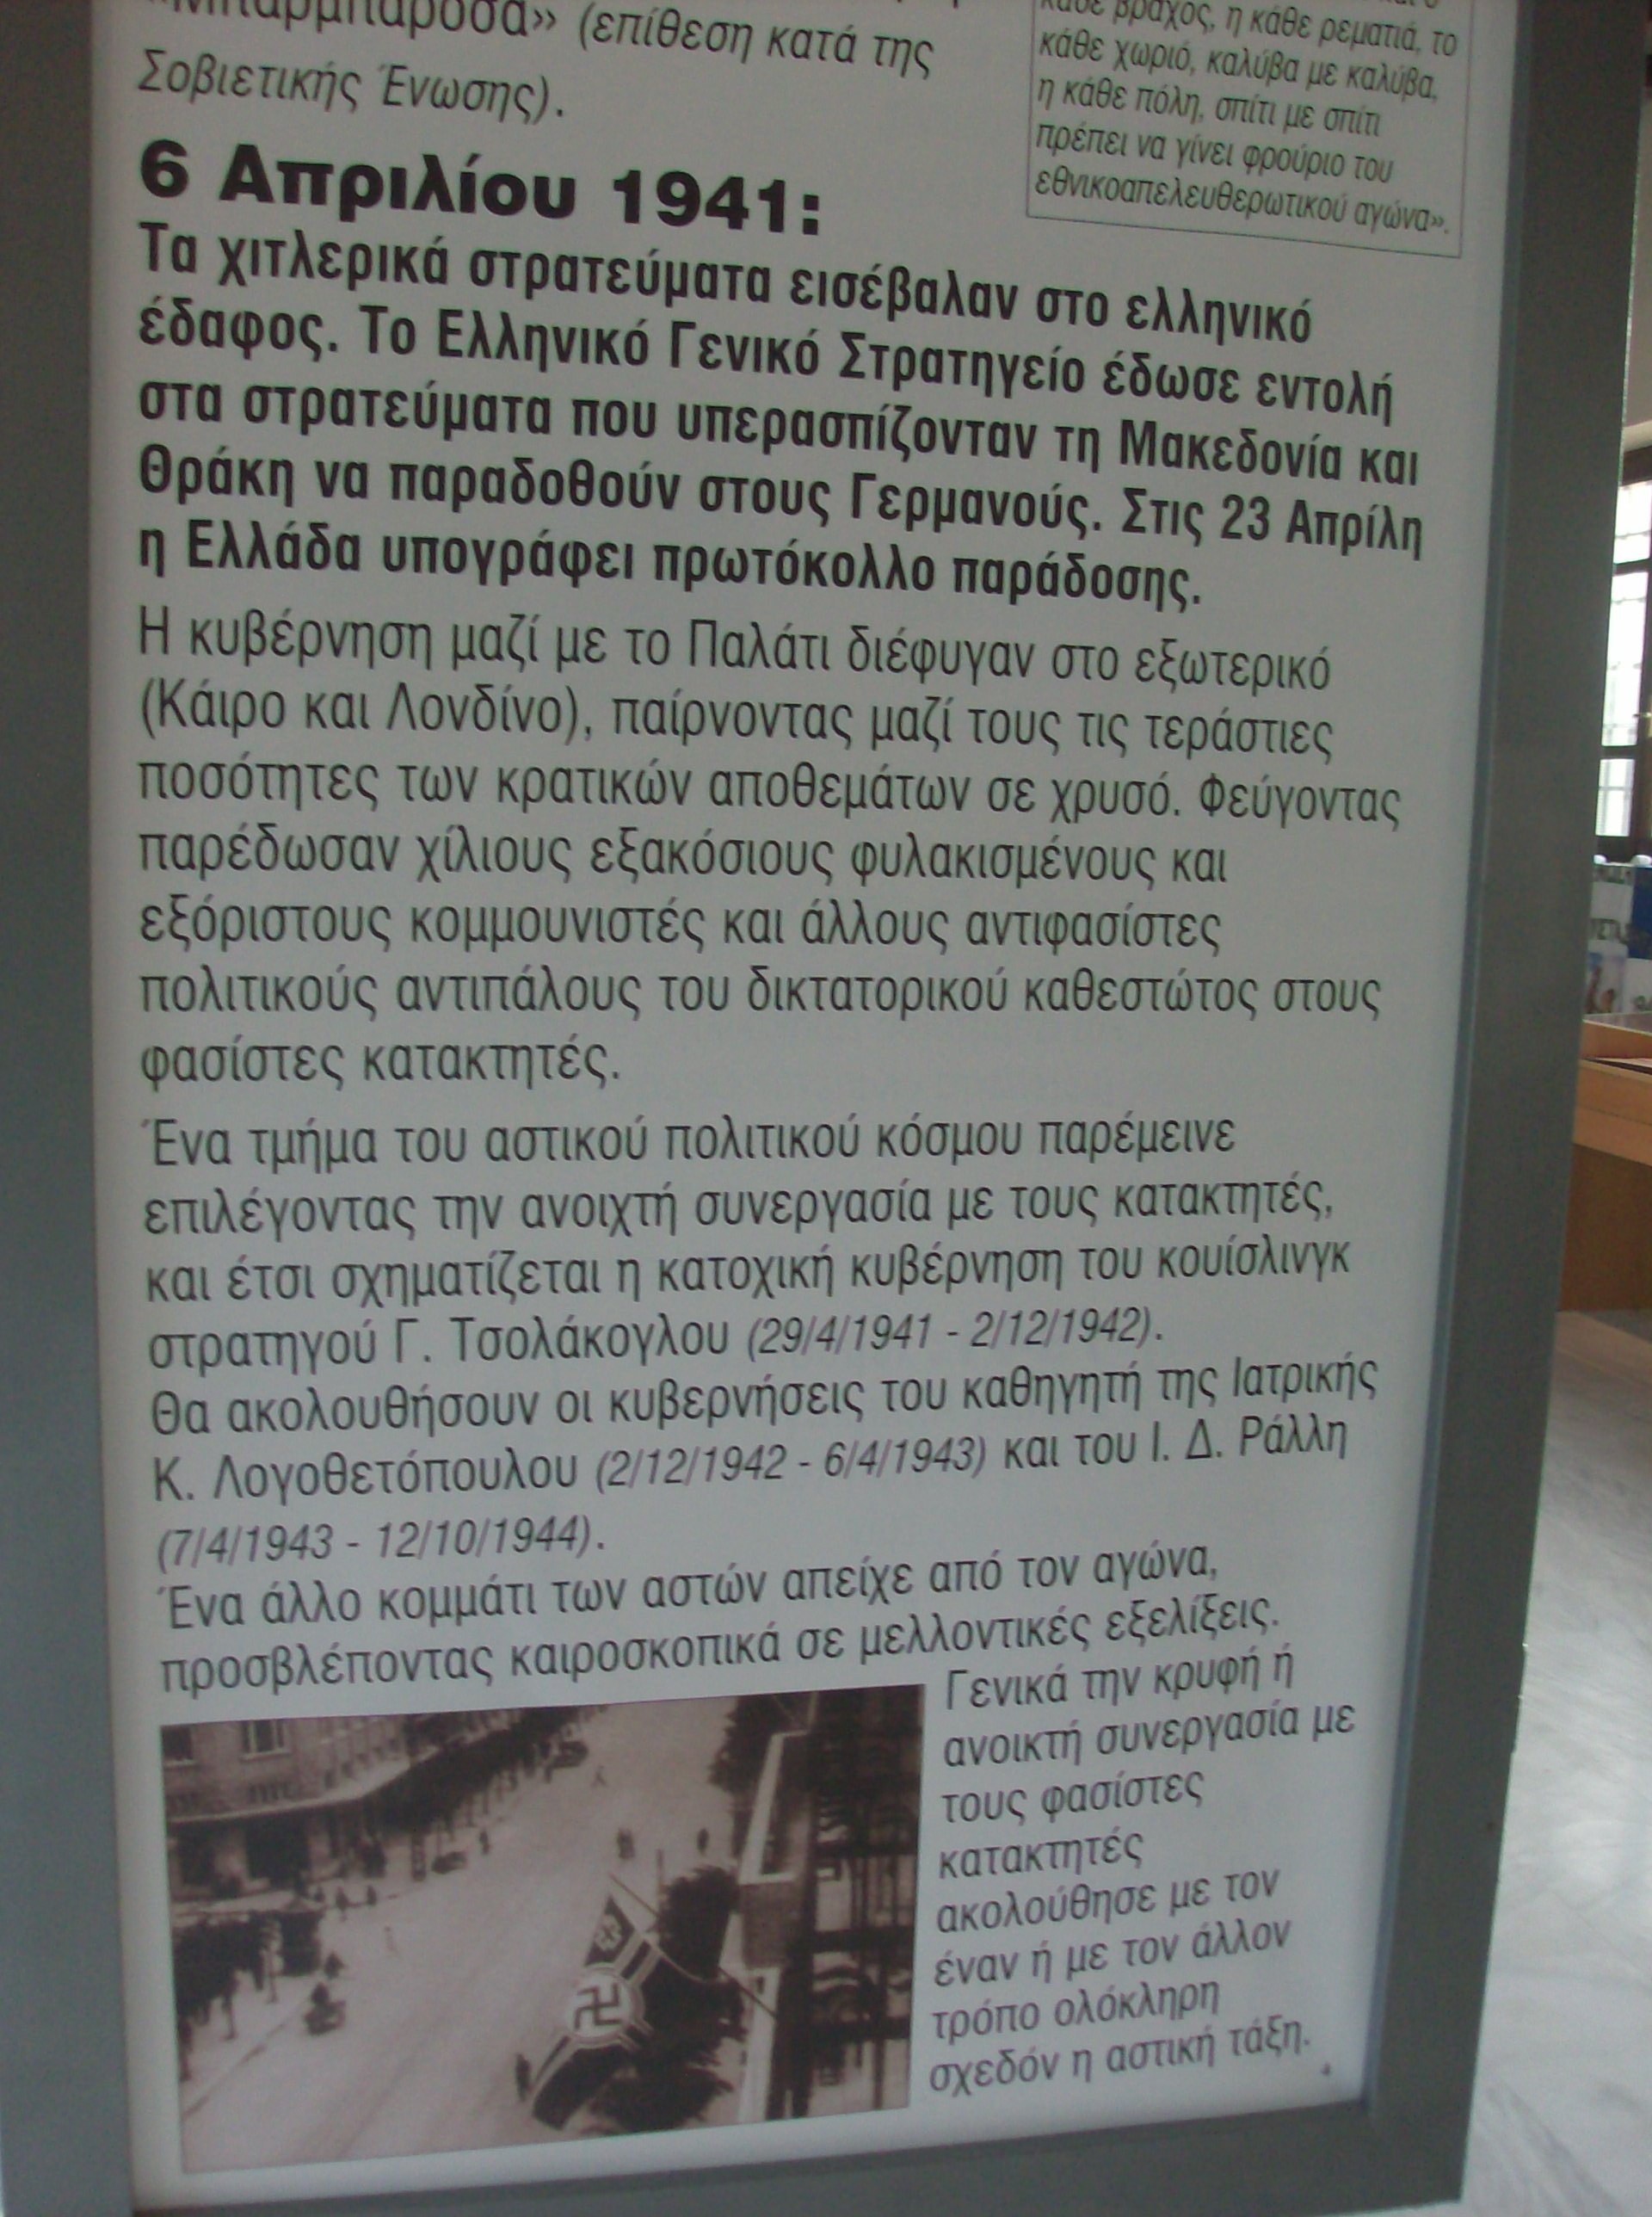 «Μπαρμπαρόσα» (επίθεση κατά της
Σοβιετικής Ένωσης).
κάθε βράχος, η κάθε ρεματιά, το
κάθε χωριό, καλύβα με καλύβα,
η κάθε πόλη, σπίτι με σπίτι
πρέπει να γίνει φρούριο του
εθνικοαπελευθερωτικού αγώνα».
6 Απριλίου 1941:
Τα χιτλερικά στρατεύματα εισέβαλαν στο ελληνικό
έδαφος. Το Ελληνικό Γενικό Στρατηγείο έδωσε εντολή
στα στρατεύματα που υπερασπίζονταν τη Μακεδονία και
Θράκη να παραδοθούν στους Γερμανούς. Στις 23 Απρίλη
η Ελλάδα υπογράφει πρωτόκολλο παράδοσης.
Η κυβέρνηση μαζί με το Παλάτι διέφυγαν στο εξωτερικό
(Κάιρο και Λονδίνο), παίρνοντας μαζί τους τις τεράστιες
ποσότητες των κρατικών αποθεμάτων σε χρυσό. Φεύγοντας
παρέδωσαν χίλιους εξακόσιους φυλακισμένους και
εξόριστους κομμουνιστές και άλλους αντιφασίστες
πολιτικούς αντιπάλους του δικτατορικού καθεστώτος στους
φασίστες κατακτητές.
Ένα τμήμα του αστικού πολιτικού κόσμου παρέμεινε
επιλέγοντας την ανοιχτή συνεργασία με τους κατακτητές,
και έτσι σχηματίζεται η κατοχική κυβέρνηση του κουίσλινγκ
στρατηγού Γ. Τσολάκογλου (29/4/1941 - 2/12/1942).
Θα ακολουθήσουν οι κυβερνήσεις του καθηγητή της Ιατρικής
Κ. Λογοθετόπουλου (2/12/1942 - 6/4/1943) και του Ι. Δ. Ράλλη
(7/4/1943 - 12/10/1944).
Ένα άλλο κομμάτι των αστών απείχε από τον αγώνα,
προσβλέποντας καιροσκοπικά σε μελλοντικές εξελίξεις.
Γενικά την κρυφή ή
ανοικτή συνεργασία με
τους φασίστες
κατακτητές
ακολούθησε με τον
έναν ή με τον άλλον
τρόπο ολόκληρη
σχεδόν η αστική τάξη.